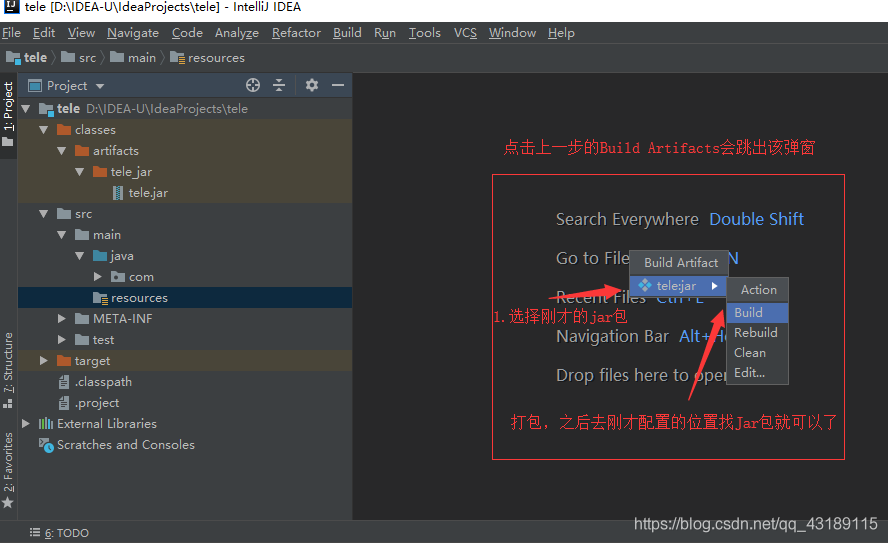 tele [D:\IDEA-U\IdeaProjects\tele] - IntelliJ IDEA
File Edit View Navigate Code Analyze Refactor Build Run Tools VCS Window Help
tele src main resources
1: Project
Project
tele D:\IDEA-U\IdeaProjects\tele
classes
artifacts
tele_jar
tele.jar
src
main
java
com
resources
META-INF
test
target
.classpath
.project
External Libraries
Scratches and Consoles
7: Structure
2: Favorites
点击上一步的Build Artifacts会跳出该弹窗
Search Everywhere Double Shift
Go to File N
Build Artifact
tele:jar
Action
Build
Rebuild
Clean
Edit...
Recent Files Ctrl+E
1.选择刚才的jar包
Navigation Bar Alt+Ho
Drop files here to open
打包，之后去刚才配置的位置找Jar包就可以了
6: TODO
https://blog.csdn.net/qq_43189115